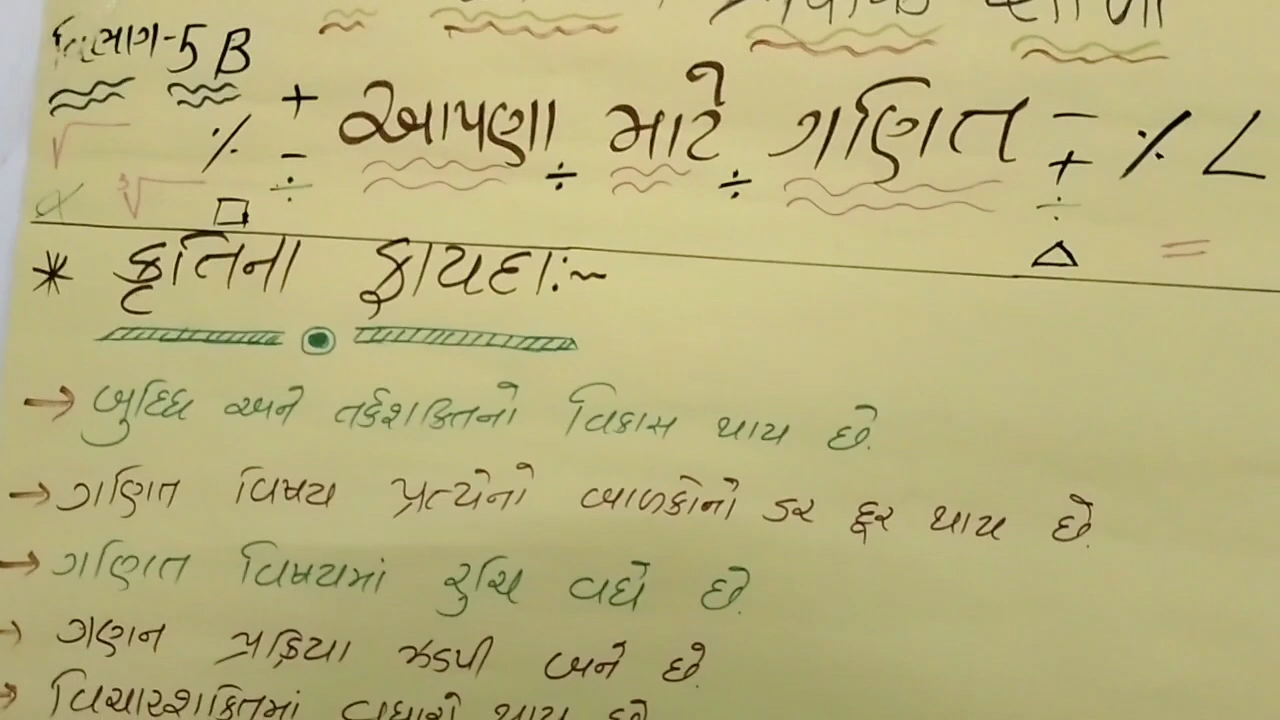 વિભાગ-5 B
આપણા માટે ગણિત
* કૃતિના ફાયદા:~
→ બુદ્ધિ અને તર્કશક્તિનો વિકાસ થાય છે.
→ ગણિત વિષય પ્રત્યેનો બાળકોનો ડર દૂર થાય છે.
→ ગણિત વિષયમાં રુચિ વધે છે.
→ ગણન પ્રક્રિયા ઝડપી બને છે.
→ વિચારશક્તિમાં વધારો થાય છે.